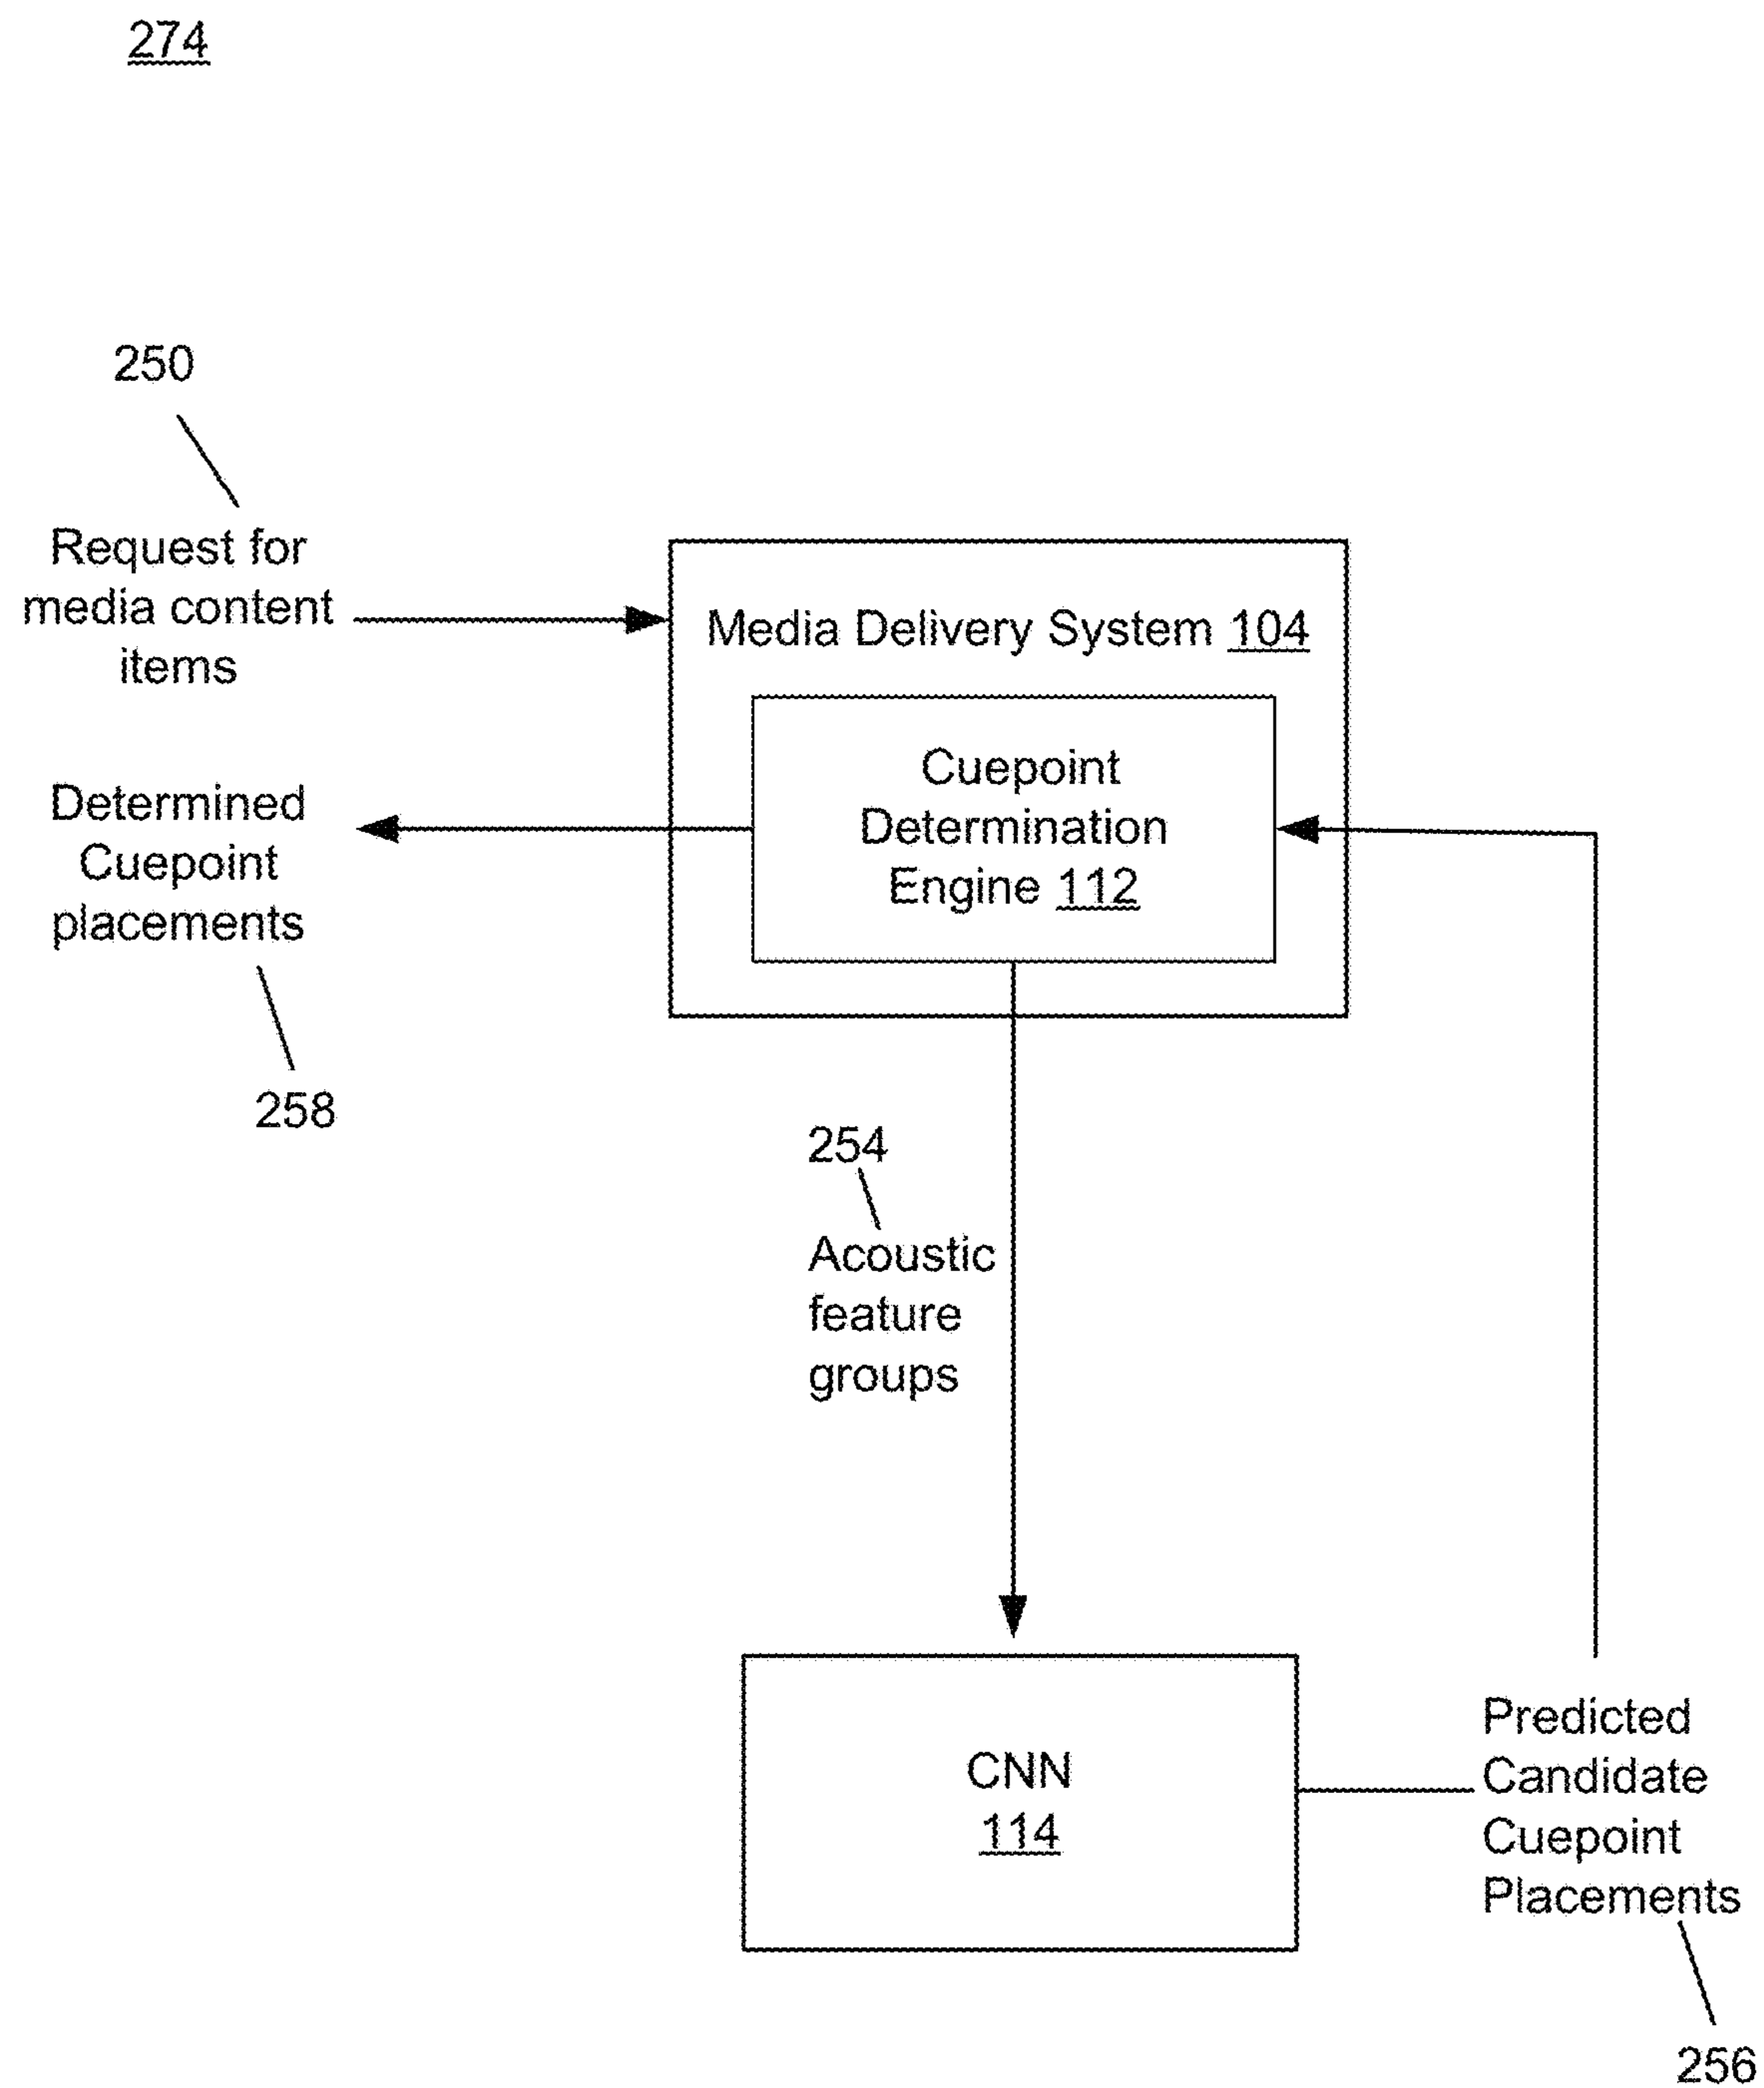 274
250
Request for
media content
items
Media Delivery System 104
Cuepoint
Determination
Engine 112
Determined
Cuepoint
placements
258
254
Acoustic
feature
groups
CNN
114
Predicted
Candidate
Cuepoint
Placements
256